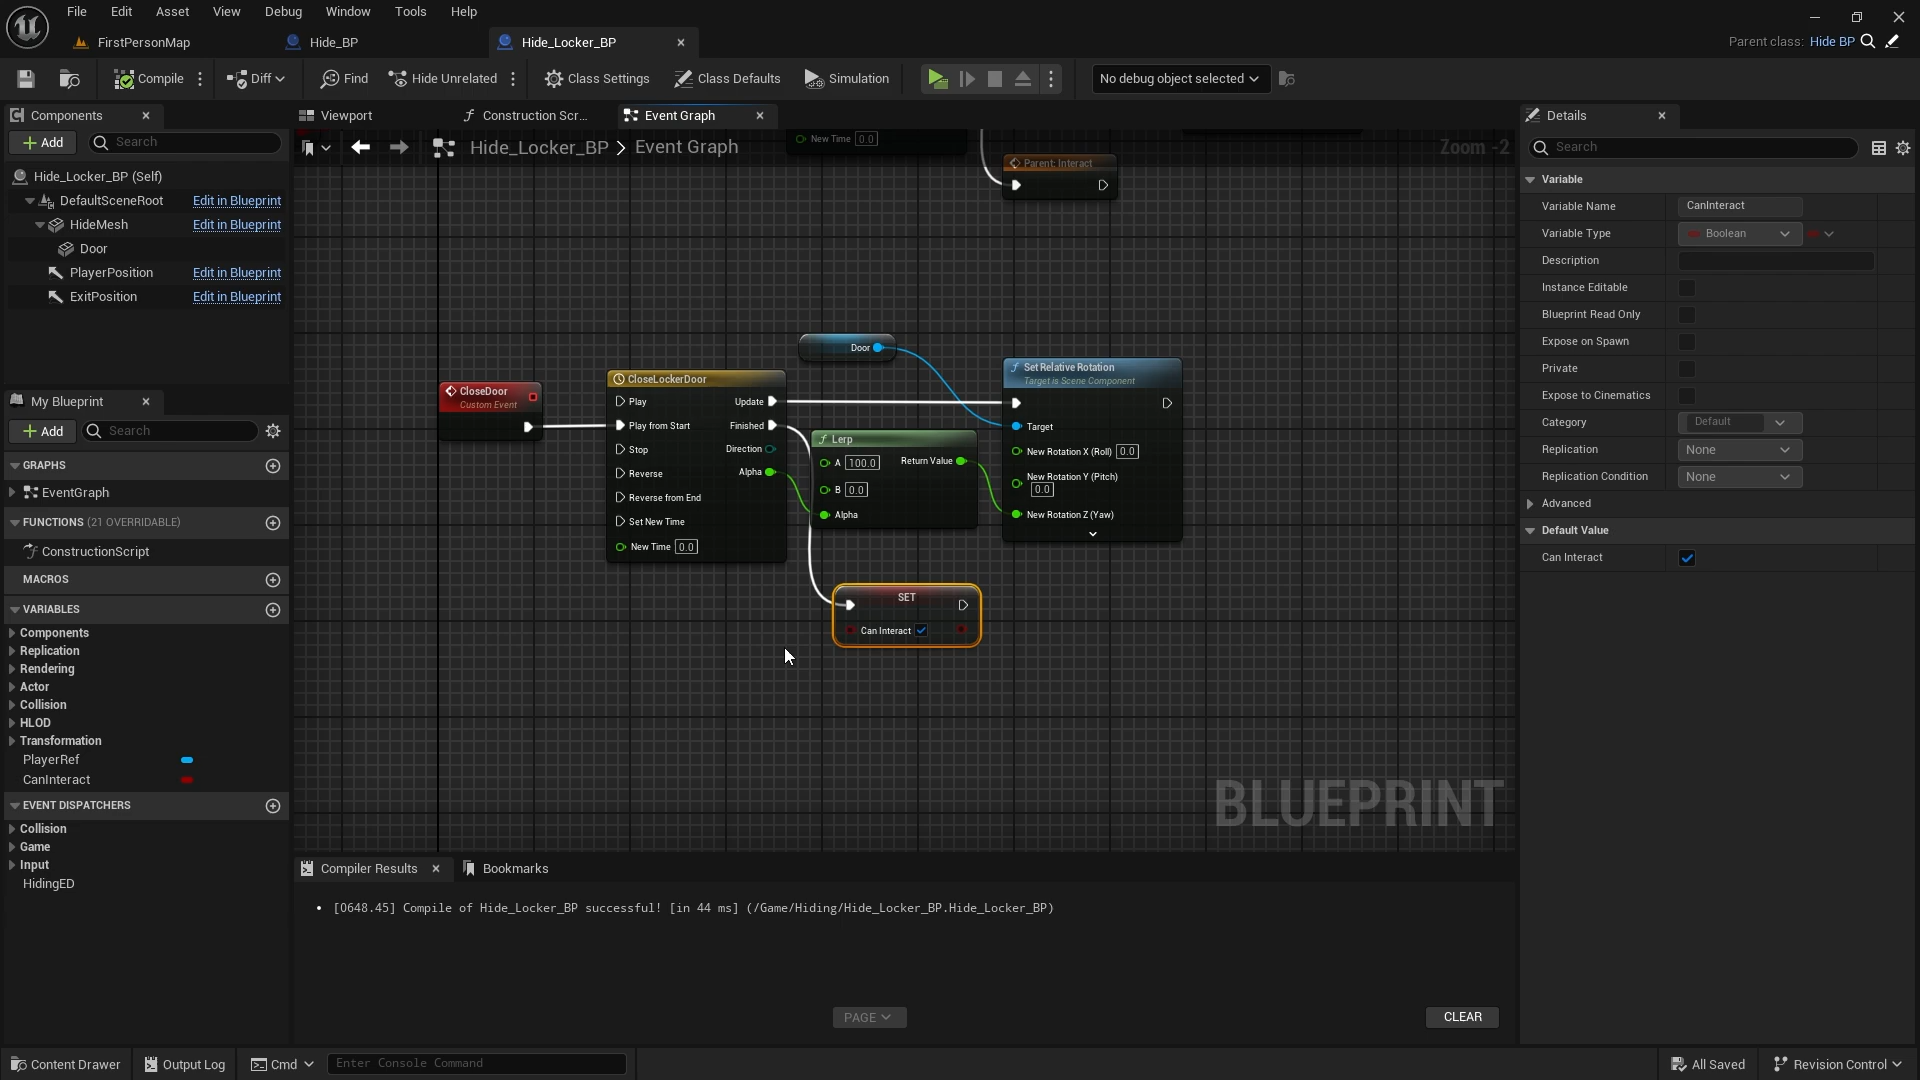 File Edit Asset View Debug Window Tools Help
FirstPersonMap Hide_BP Hide_Locker_BP
Parent class: Hide BP
Compile Diff Find Hide Unrelated Class Settings Class Defaults Simulation No debug object selected
Components
Add Search
Hide_Locker_BP (Self)
DefaultSceneRoot Edit in Blueprint
HideMesh Edit in Blueprint
Door
PlayerPosition Edit in Blueprint
ExitPosition Edit in Blueprint
My Blueprint
Add Search
GRAPHS
EventGraph
FUNCTIONS (21 OVERRIDABLE)
ConstructionScript
MACROS
VARIABLES
Components
Replication
Rendering
Actor
Collision
HLOD
Transformation
PlayerRef
CanInteract
EVENT DISPATCHERS
Collision
Game
Input
HidingED
Viewport Construction Scr... Event Graph
Hide_Locker_BP > Event Graph
Zoom -2
New Time 0.0
Parent: Interact
Door
CloseDoor
Custom Event
CloseLockerDoor
Play Update
Play from Start Finished
Stop Direction
Reverse Alpha
Reverse from End
Set New Time
New Time 0.0
Lerp
A 100.0 Return Value
B 0.0
Alpha
Set Relative Rotation
Target is Scene Component
Target
New Rotation X (Roll) 0.0
New Rotation Y (Pitch)
0.0
New Rotation Z (Yaw)
SET
Can Interact
BLUEPRINT
Compiler Results Bookmarks
[0648.45] Compile of Hide_Locker_BP successful! [in 44 ms] (/Game/Hiding/Hide_Locker_BP.Hide_Locker_BP)
PAGE CLEAR
Details
Search
Variable
Variable Name CanInteract
Variable Type Boolean
Description
Instance Editable
Blueprint Read Only
Expose on Spawn
Private
Expose to Cinematics
Category Default
Replication None
Replication Condition None
Advanced
Default Value
Can Interact
Content Drawer Output Log Cmd Enter Console Command All Saved Revision Control